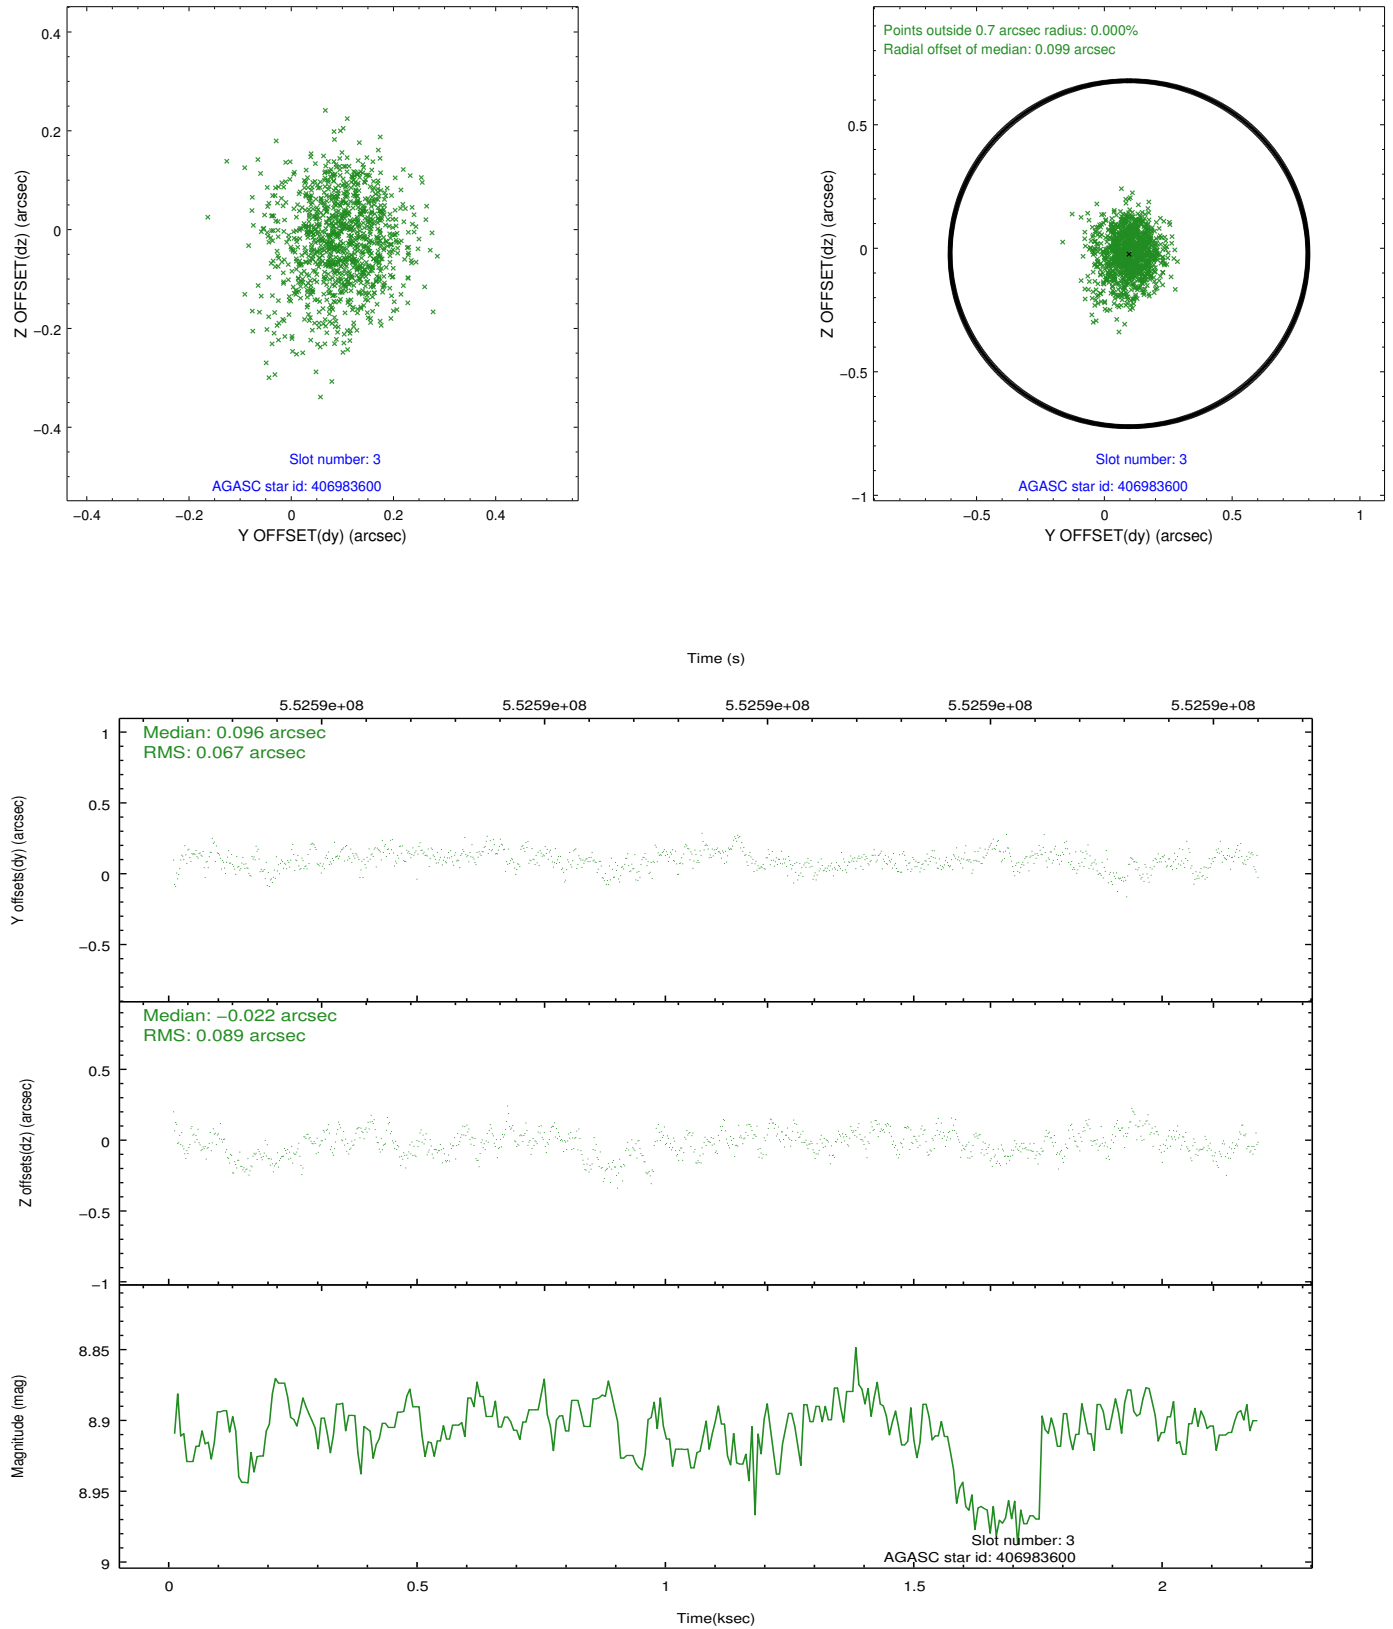 0.4
0.2
0
−0.2
−0.4
Z OFFSET(dz) (arcsec)
Slot number: 3
AGASC star id: 406983600
−0.4 −0.2 0 0.2 0.4
Y OFFSET(dy) (arcsec)
Points outside 0.7 arcsec radius: 0.000%
Radial offset of median: 0.099 arcsec
0.5
0
−0.5
−1
Z OFFSET(dz) (arcsec)
Slot number: 3
AGASC star id: 406983600
−0.5 0 0.5 1
Y OFFSET(dy) (arcsec)
Time (s)
5.5259e+08 5.5259e+08 5.5259e+08 5.5259e+08 5.5259e+08
Median: 0.096 arcsec
RMS: 0.067 arcsec
1
0.5
0
−0.5
Y offsets(dy) (arcsec)
Median: −0.022 arcsec
RMS: 0.089 arcsec
0.5
0
−0.5
−1
Z offsets(dz) (arcsec)
8.85
8.9
8.95
9
Magnitude (mag)
Slot number: 3
AGASC star id: 406983600
0 0.5 1 1.5 2
Time(ksec)